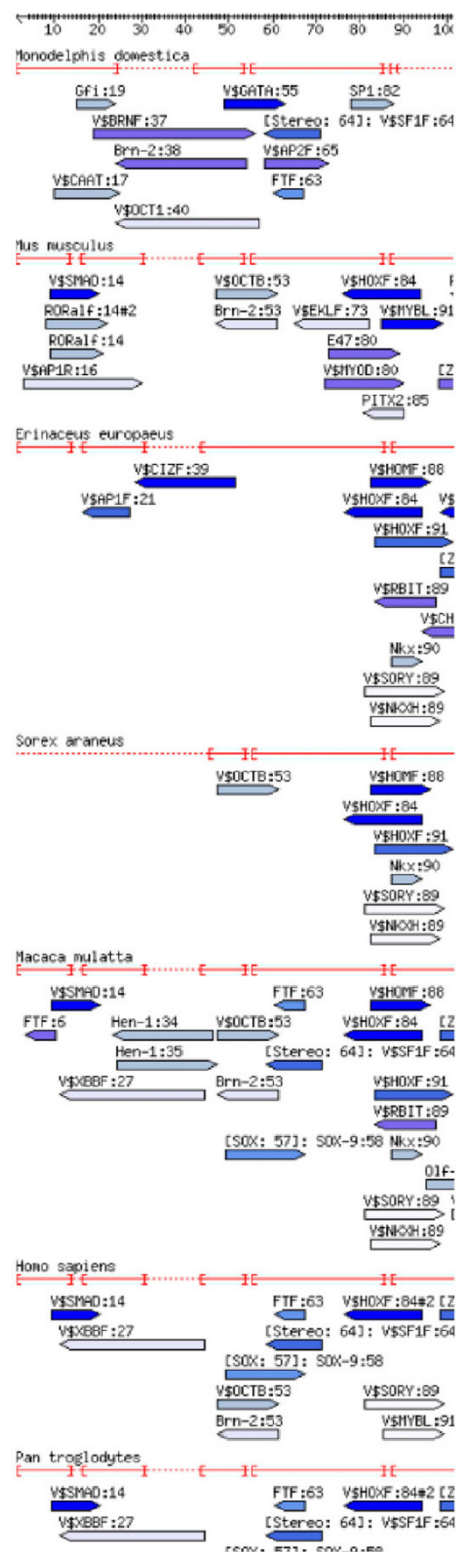 10 20 30 40 50 60 70 80 90
Monodelphis domestica
Gfi:19 V$GATA:55 SP1:82
V$BRNF:37 [Stereo: 64]: V$SF1F:64
Brn-2:38 V$AP2F:65
V$CAAT:17 FTF:63
V$OCT1:40
Mus musculus
V$SMAD:14 V$OCTB:53 V$HOXF:84
RORalf:14#2 Brn-2:53 V$EKLF:73 V$MYBL:91
RORalf:14 E47:80
V$AP1R:16 V$MYOD:80 [Z
PITX2:85
Erinaceus europaeus
V$CIZF:39 V$HOMF:88
V$AP1F:21 V$HOXF:84 V$
V$HOXF:91
[Z
V$RBIT:89
V$CH
Nkx:90
V$SORY:89
V$NKXH:89
Sorex araneus
V$OCTB:53 V$HOMF:88
V$HOXF:84
V$HOXF:91
Nkx:90
V$SORY:89
V$NKXH:89
Macaca mulatta
V$SMAD:14 FTF:63 V$HOMF:88
FTF:6 Hen-1:34 V$OCTB:53 V$HOXF:84 [Z
Hen-1:35 [Stereo: 64]: V$SF1F:64
V$XBBF:27 Brn-2:53 V$HOXF:91
V$RBIT:89
[SOX: 57]: SOX-9:58 Nkx:90
Olf-
V$SORY:89
V$NKXH:89
Homo sapiens
V$SMAD:14 FTF:63 V$HOXF:84#2 [Z
V$XBBF:27 [Stereo: 64]: V$SF1F:64
[SOX: 57]: SOX-9:58
V$OCTB:53 V$SORY:89
Brn-2:53 V$MYBL:91
Pan troglodytes
V$SMAD:14 FTF:63 V$HOXF:84#2 [Z
V$XBBF:27 [Stereo: 64]: V$SF1F:64
[SOX: 57]: SOX-9:58